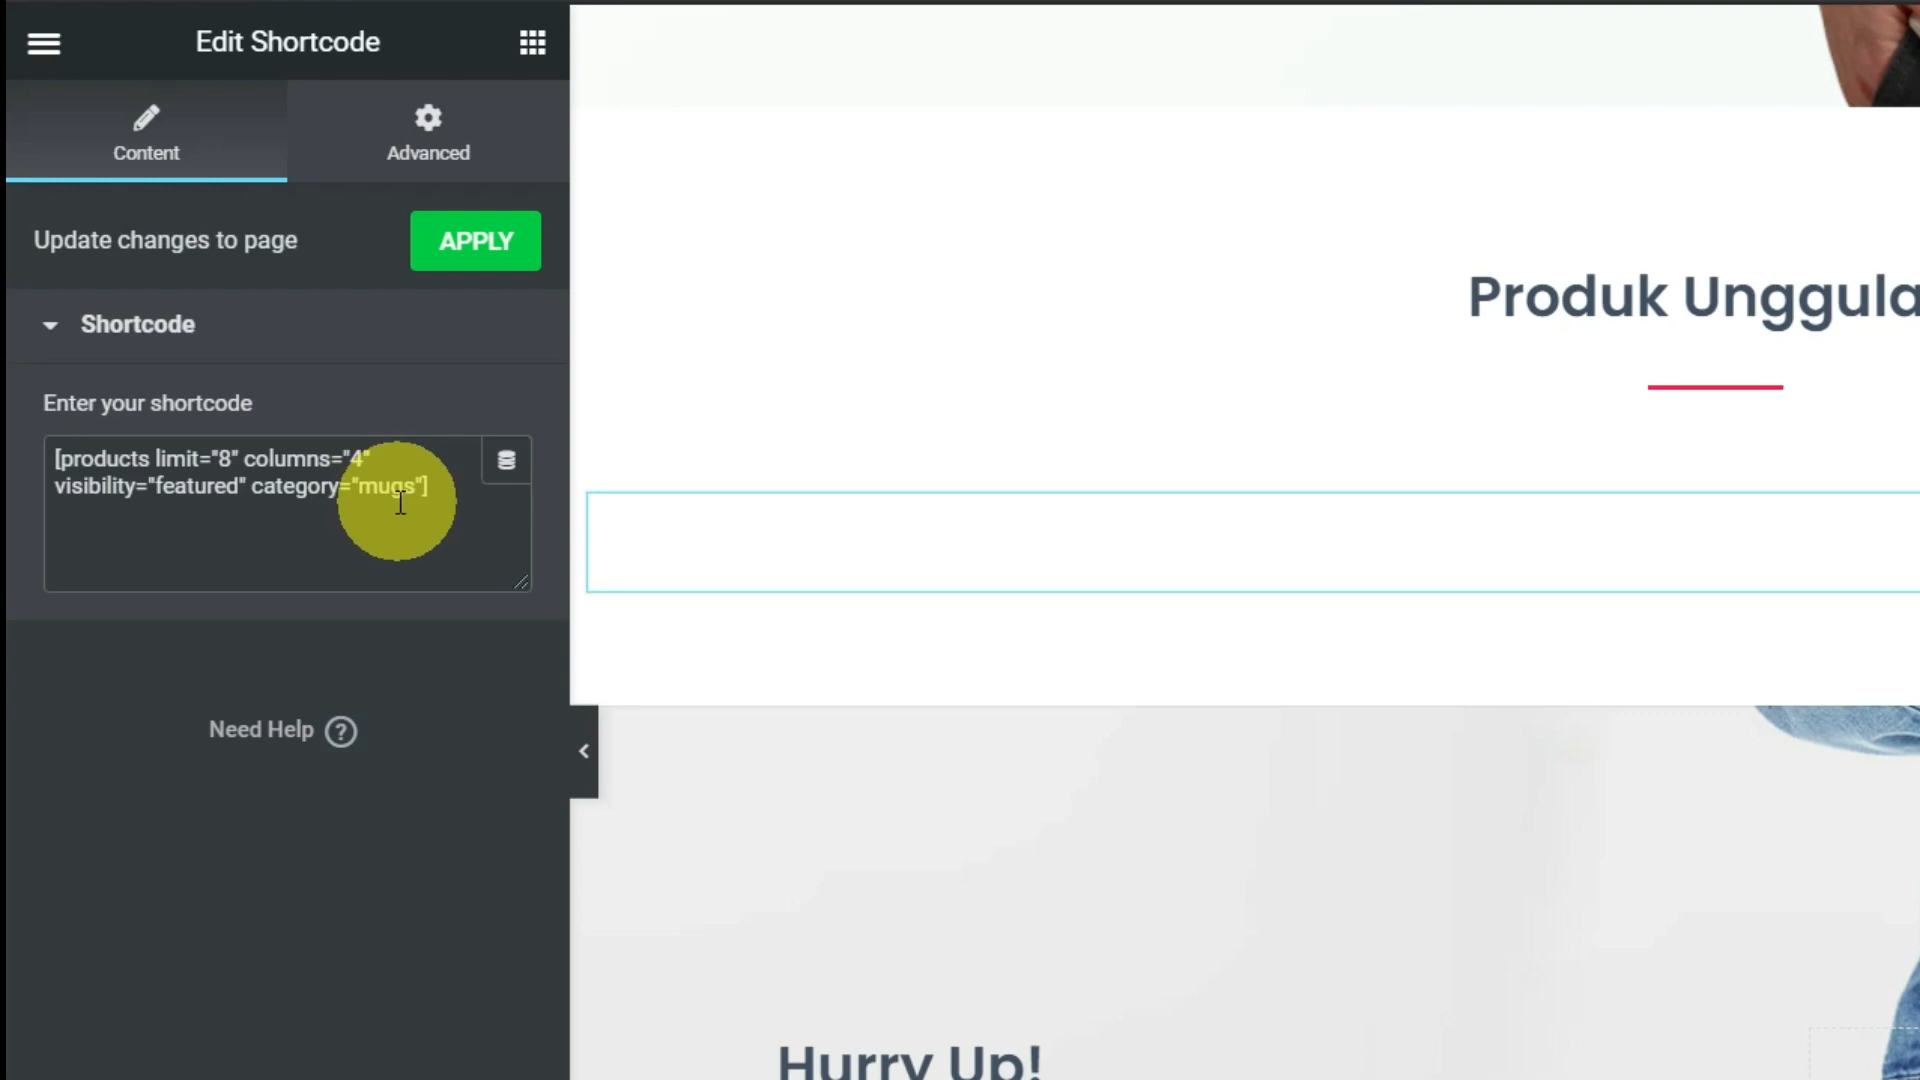 Edit Shortcode
Content
Advanced
Update changes to page
APPLY
Shortcode
Enter your shortcode
[products limit="8" columns="4"
visibility="featured" category="mugs"]
Need Help ?
Produk Unggula
Hurry Up!